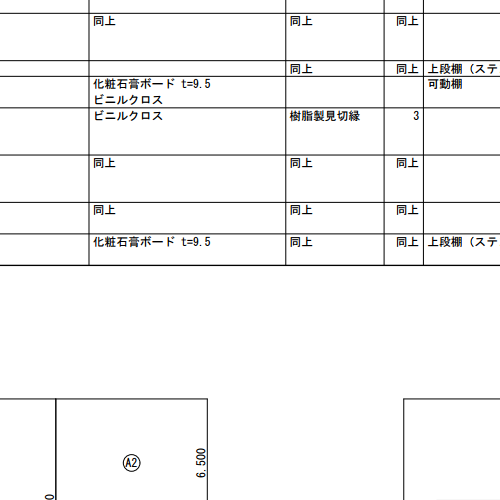 同上 同上 同上
同上 同上 上段棚（ステ
化粧石膏ボード t=9.5 可動棚
ビニルクロス
ビニルクロス 樹脂製見切縁 3
同上 同上 同上
同上 同上 同上
化粧石膏ボード t=9.5 同上 同上 上段棚（ステ
A2
6.500
0